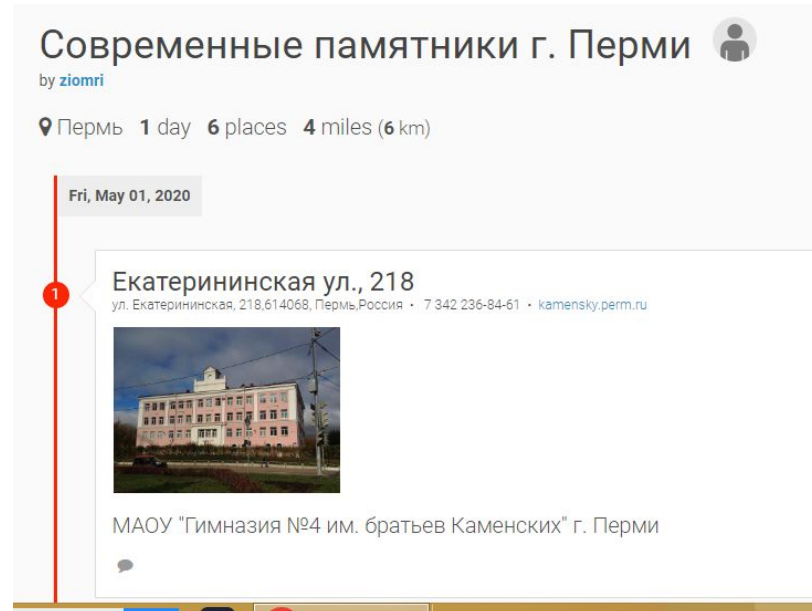 Современные памятники г. Перми
by ziomri
Пермь 1 day 6 places 4 miles (6 km)
Fri, May 01, 2020
1
Екатерининская ул., 218
ул. Екатерининская, 218,614068, Пермь,Россия • 7 342 236-84-61 • kamensky.perm.ru
МАОУ "Гимназия №4 им. братьев Каменских" г. Перми